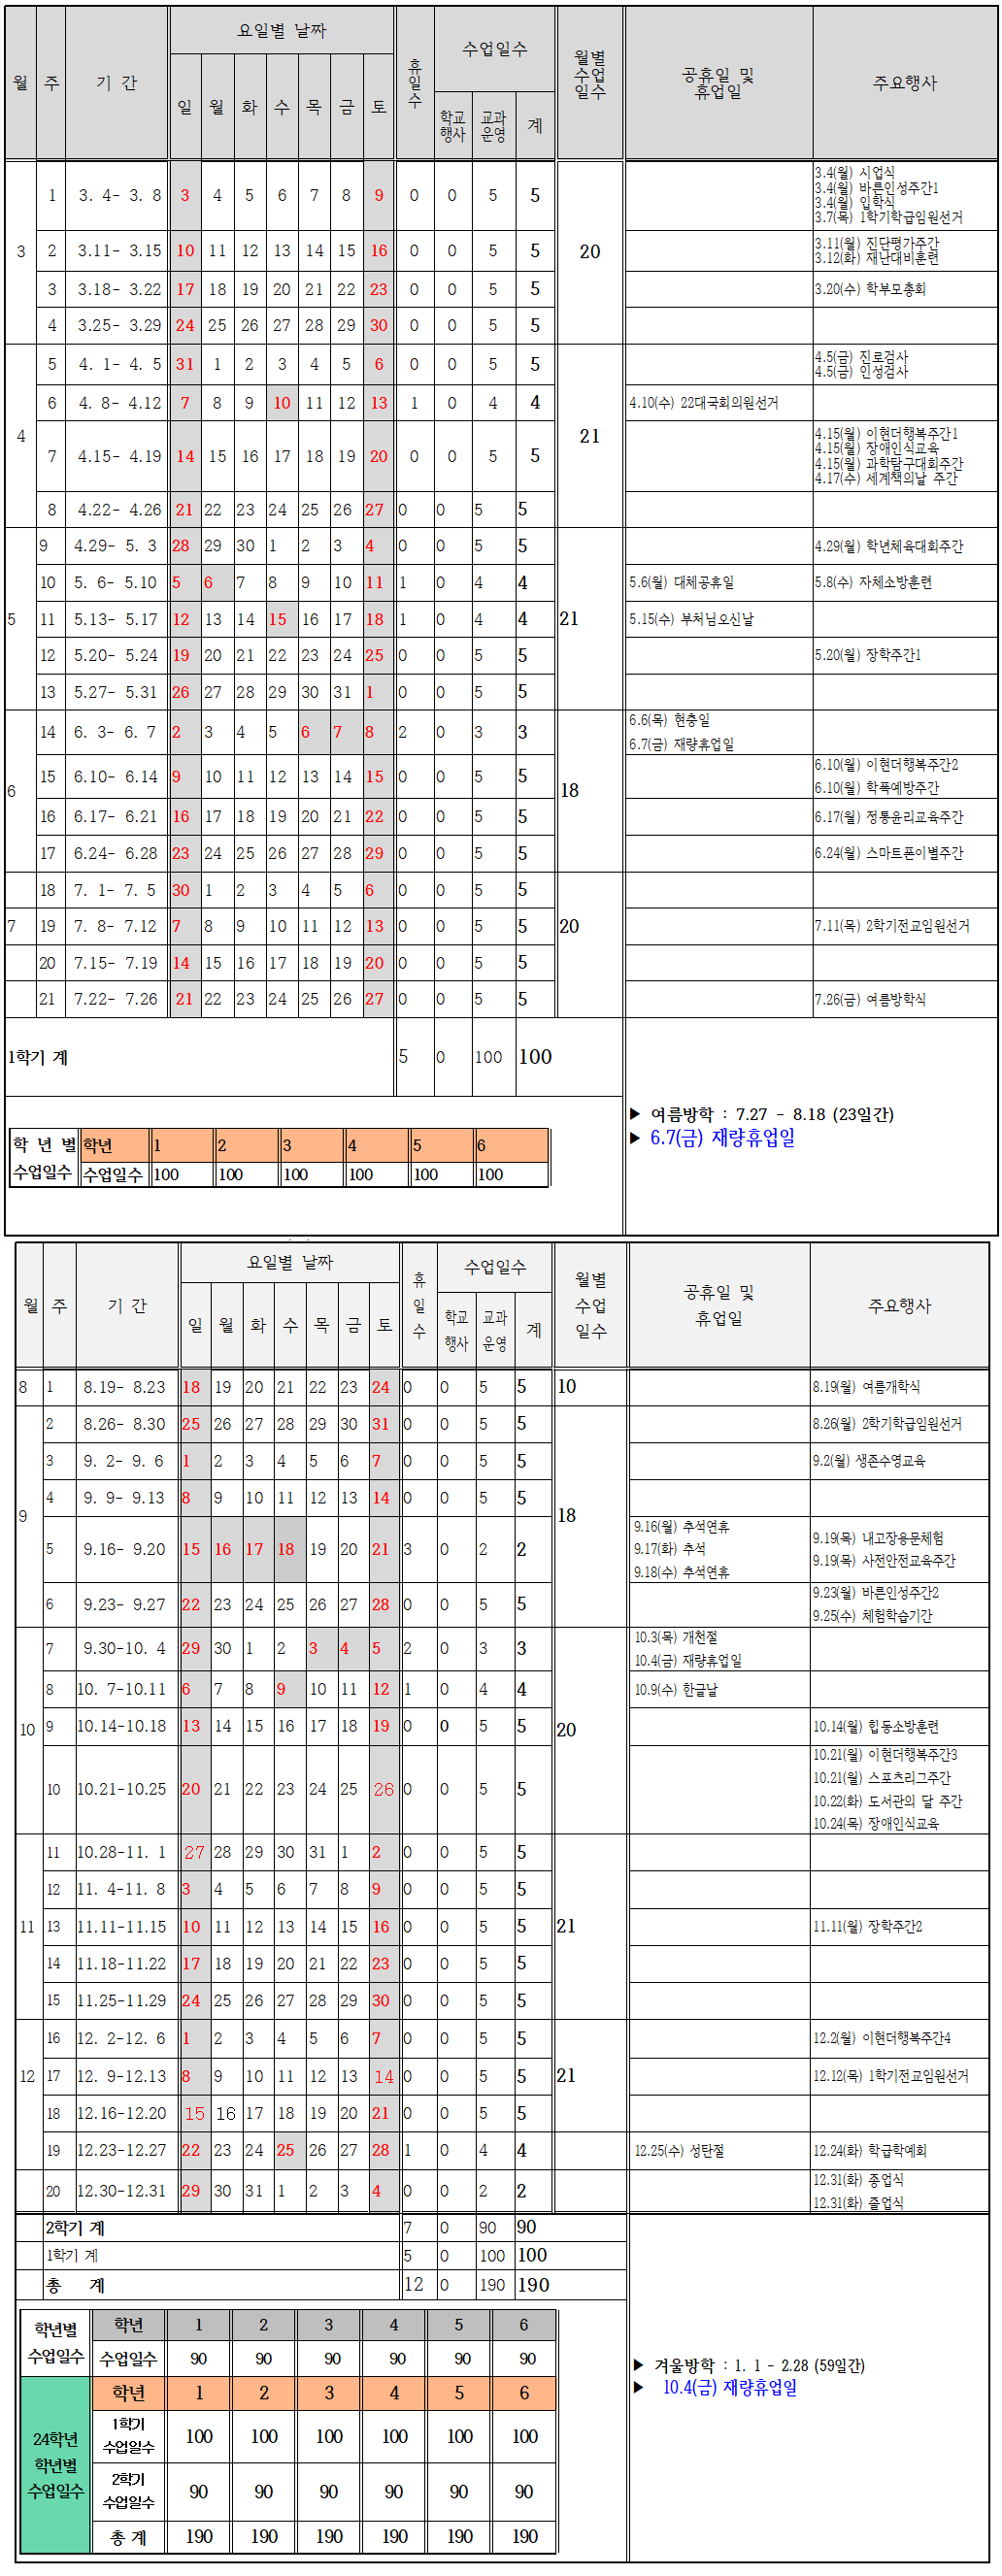 월 주 기 간 요일별 날짜 휴일수 수업일수 월별 수업 일수 공휴일 및 휴업일 주요행사
일 월 화 수 목 금 토 학교 행사 교과 운영 계
3 20
1 3. 4- 3. 8 3 4 5 6 7 8 9 0 0 5 5
3.4(월) 시업식
3.4(월) 바른인성주간1
3.4(월) 입학식
3.7(목) 1학기학급임원선거
2 3.11- 3.15 10 11 12 13 14 15 16 0 0 5 5
3.11(월) 진단평가주간
3.12(화) 재난대비훈련
3 3.18- 3.22 17 18 19 20 21 22 23 0 0 5 5 3.20(수) 학부모총회
4 3.25- 3.29 24 25 26 27 28 29 30 0 0 5 5
4 21
5 4. 1- 4. 5 31 1 2 3 4 5 6 0 0 5 5
4.5(금) 진로검사
4.5(금) 인성검사
6 4. 8- 4.12 7 8 9 10 11 12 13 1 0 4 4 4.10(수) 22대국회의원선거
7 4.15- 4.19 14 15 16 17 18 19 20 0 0 5 5
4.15(월) 이현더행복주간1
4.15(월) 장애인식교육
4.15(월) 과학탐구대회주간
4.17(수) 세계책의날 주간
8 4.22- 4.26 21 22 23 24 25 26 27 0 0 5 5
5 21
9 4.29- 5. 3 28 29 30 1 2 3 4 0 0 5 5 4.29(월) 학년체육대회주간
10 5. 6- 5.10 5 6 7 8 9 10 11 1 0 4 4 5.6(월) 대체공휴일 5.8(수) 자체소방훈련
11 5.13- 5.17 12 13 14 15 16 17 18 1 0 4 4 5.15(수) 부처님오신날
12 5.20- 5.24 19 20 21 22 23 24 25 0 0 5 5 5.20(월) 장학주간1
13 5.27- 5.31 26 27 28 29 30 31 1 0 0 5 5
6 18
14 6. 3- 6. 7 2 3 4 5 6 7 8 2 0 3 3
6.6(목) 현충일
6.7(금) 재량휴업일
15 6.10- 6.14 9 10 11 12 13 14 15 0 0 5 5
6.10(월) 이현더행복주간2
6.10(월) 학폭예방주간
16 6.17- 6.21 16 17 18 19 20 21 22 0 0 5 5 6.17(월) 정통윤리교육주간
17 6.24- 6.28 23 24 25 26 27 28 29 0 0 5 5 6.24(월) 스마트폰이별주간
7 20
18 7. 1- 7. 5 30 1 2 3 4 5 6 0 0 5 5
19 7. 8- 7.12 7 8 9 10 11 12 13 0 0 5 5 7.11(목) 2학기전교임원선거
20 7.15- 7.19 14 15 16 17 18 19 20 0 0 5 5
21 7.22- 7.26 21 22 23 24 25 26 27 0 0 5 5 7.26(금) 여름방학식
1학기 계 5 0 100 100
▶ 여름방학 : 7.27 - 8.18 (23일간)
▶ 6.7(금) 재량휴업일
학 년 별 수업일수
학년 1 2 3 4 5 6
수업일수 100 100 100 100 100 100
월 주 기 간 요일별 날짜 휴일수 수업일수 월별 수업 일수 공휴일 및 휴업일 주요행사
일 월 화 수 목 금 토 학교 행사 교과 운영 계
8 1 8.19- 8.23 18 19 20 21 22 23 24 0 0 5 5 10 8.19(월) 여름개학식
9 18
2 8.26- 8.30 25 26 27 28 29 30 31 0 0 5 5 8.26(월) 2학기학급임원선거
3 9. 2- 9. 6 1 2 3 4 5 6 7 0 0 5 5 9.2(월) 생존수영교육
4 9. 9- 9.13 8 9 10 11 12 13 14 0 0 5 5
5 9.16- 9.20 15 16 17 18 19 20 21 3 0 2 2
9.16(월) 추석연휴
9.17(화) 추석
9.18(수) 추석연휴
9.19(목) 내고장용문체험
9.19(목) 사전안전교육주간
6 9.23- 9.27 22 23 24 25 26 27 28 0 0 5 5
9.23(월) 바른인성주간2
9.25(수) 체험학습기간
10 20
7 9.30-10. 4 29 30 1 2 3 4 5 2 0 3 3
10.3(목) 개천절
10.4(금) 재량휴업일
8 10. 7-10.11 6 7 8 9 10 11 12 1 0 4 4 10.9(수) 한글날
9 10.14-10.18 13 14 15 16 17 18 19 0 0 5 5 10.14(월) 합동소방훈련
10 10.21-10.25 20 21 22 23 24 25 26 0 0 5 5
10.21(월) 이현더행복주간3
10.21(월) 스포츠리그주간
10.22(화) 도서관의 달 주간
10.24(목) 장애인식교육
11 21
11 10.28-11. 1 27 28 29 30 31 1 2 0 0 5 5
12 11. 4-11. 8 3 4 5 6 7 8 9 0 0 5 5
13 11.11-11.15 10 11 12 13 14 15 16 0 0 5 5 11.11(월) 장학주간2
14 11.18-11.22 17 18 19 20 21 22 23 0 0 5 5
15 11.25-11.29 24 25 26 27 28 29 30 0 0 5 5
12 21
16 12. 2-12. 6 1 2 3 4 5 6 7 0 0 5 5 12.2(월) 이현더행복주간4
17 12. 9-12.13 8 9 10 11 12 13 14 0 0 5 5 12.12(목) 1학기전교임원선거
18 12.16-12.20 15 16 17 18 19 20 21 0 0 5 5
19 12.23-12.27 22 23 24 25 26 27 28 1 0 4 4 12.25(수) 성탄절 12.24(화) 학급학예회
20 12.30-12.31 29 30 31 1 2 3 4 0 0 2 2
12.31(화) 종업식
12.31(화) 졸업식
2학기 계 7 0 90 90
1학기 계 5 0 100 100
총 계 12 0 190 190
▶ 겨울방학 : 1. 1 - 2.28 (59일간)
▶ 10.4(금) 재량휴업일
학년별 수업일수
학년 1 2 3 4 5 6
수업일수 90 90 90 90 90 90
24학년 학년별 수업일수
학년 1 2 3 4 5 6
1학기 수업일수 100 100 100 100 100 100
2학기 수업일수 90 90 90 90 90 90
총 계 190 190 190 190 190 190